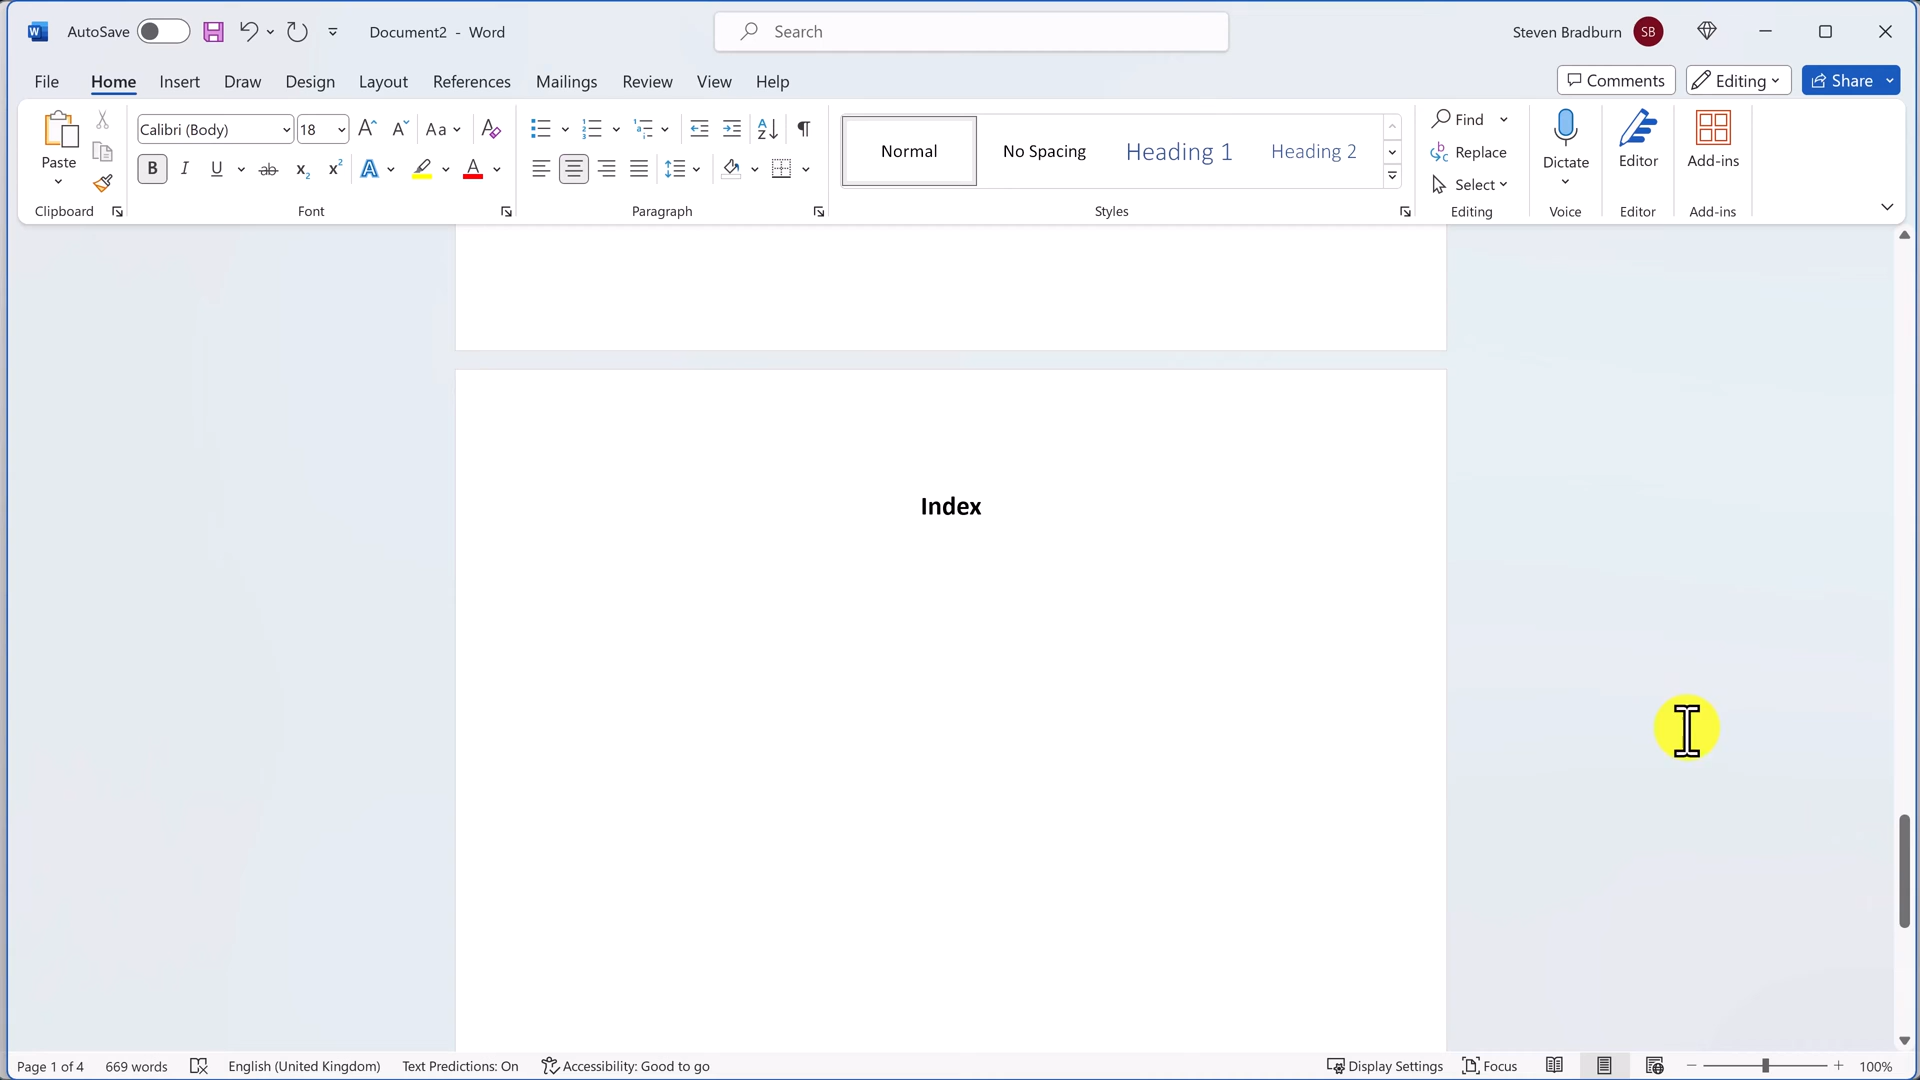 AutoSave Document2 - Word Search Steven Bradburn SB
File Home Insert Draw Design Layout References Mailings Review View Help Comments Editing Share
Paste Calibri (Body) 18 Normal No Spacing Heading 1 Heading 2 Find Replace Select Dictate Editor Add-ins
Clipboard Font Paragraph Styles Editing Voice Editor Add-ins
Index
Page 1 of 4 669 words English (United Kingdom) Text Predictions: On Accessibility: Good to go Display Settings Focus 100%